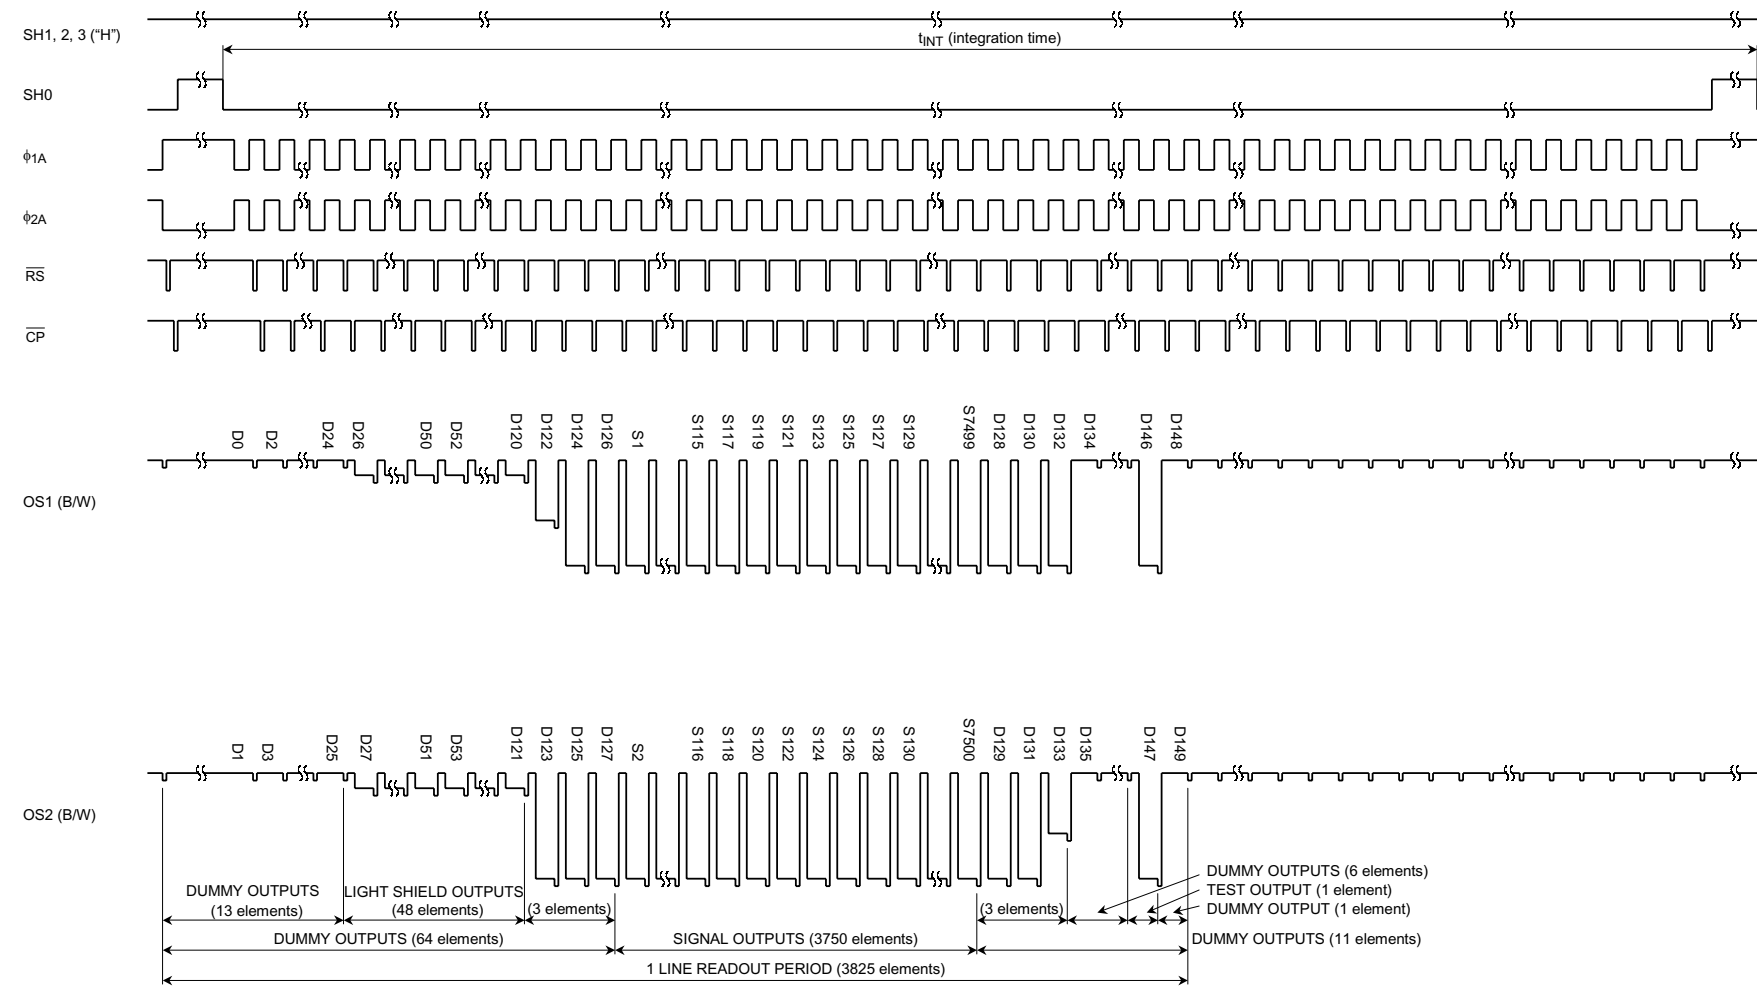 SH1, 2, 3 (“H”)
tINT (integration time)
SH0
ϕ1A
ϕ2A
RS
CP
D0 D2 D24 D26 D50 D52 D120 D122 D124 D126 S1 S115 S117 S119 S121 S123 S125 S127 S129 S7499 D128 D130 D132 D134 D146 D148
OS1 (B/W)
D1 D3 D25 D27 D51 D53 D121 D123 D125 D127 S2 S116 S118 S120 S122 S124 S126 S128 S130 S7500 D129 D131 D133 D135 D147 D149
OS2 (B/W)
DUMMY OUTPUTS
(13 elements)
LIGHT SHIELD OUTPUTS
(48 elements)
(3 elements)
(3 elements)
DUMMY OUTPUTS (6 elements)
TEST OUTPUT (1 element)
DUMMY OUTPUT (1 element)
DUMMY OUTPUTS (64 elements)
SIGNAL OUTPUTS (3750 elements)
DUMMY OUTPUTS (11 elements)
1 LINE READOUT PERIOD (3825 elements)